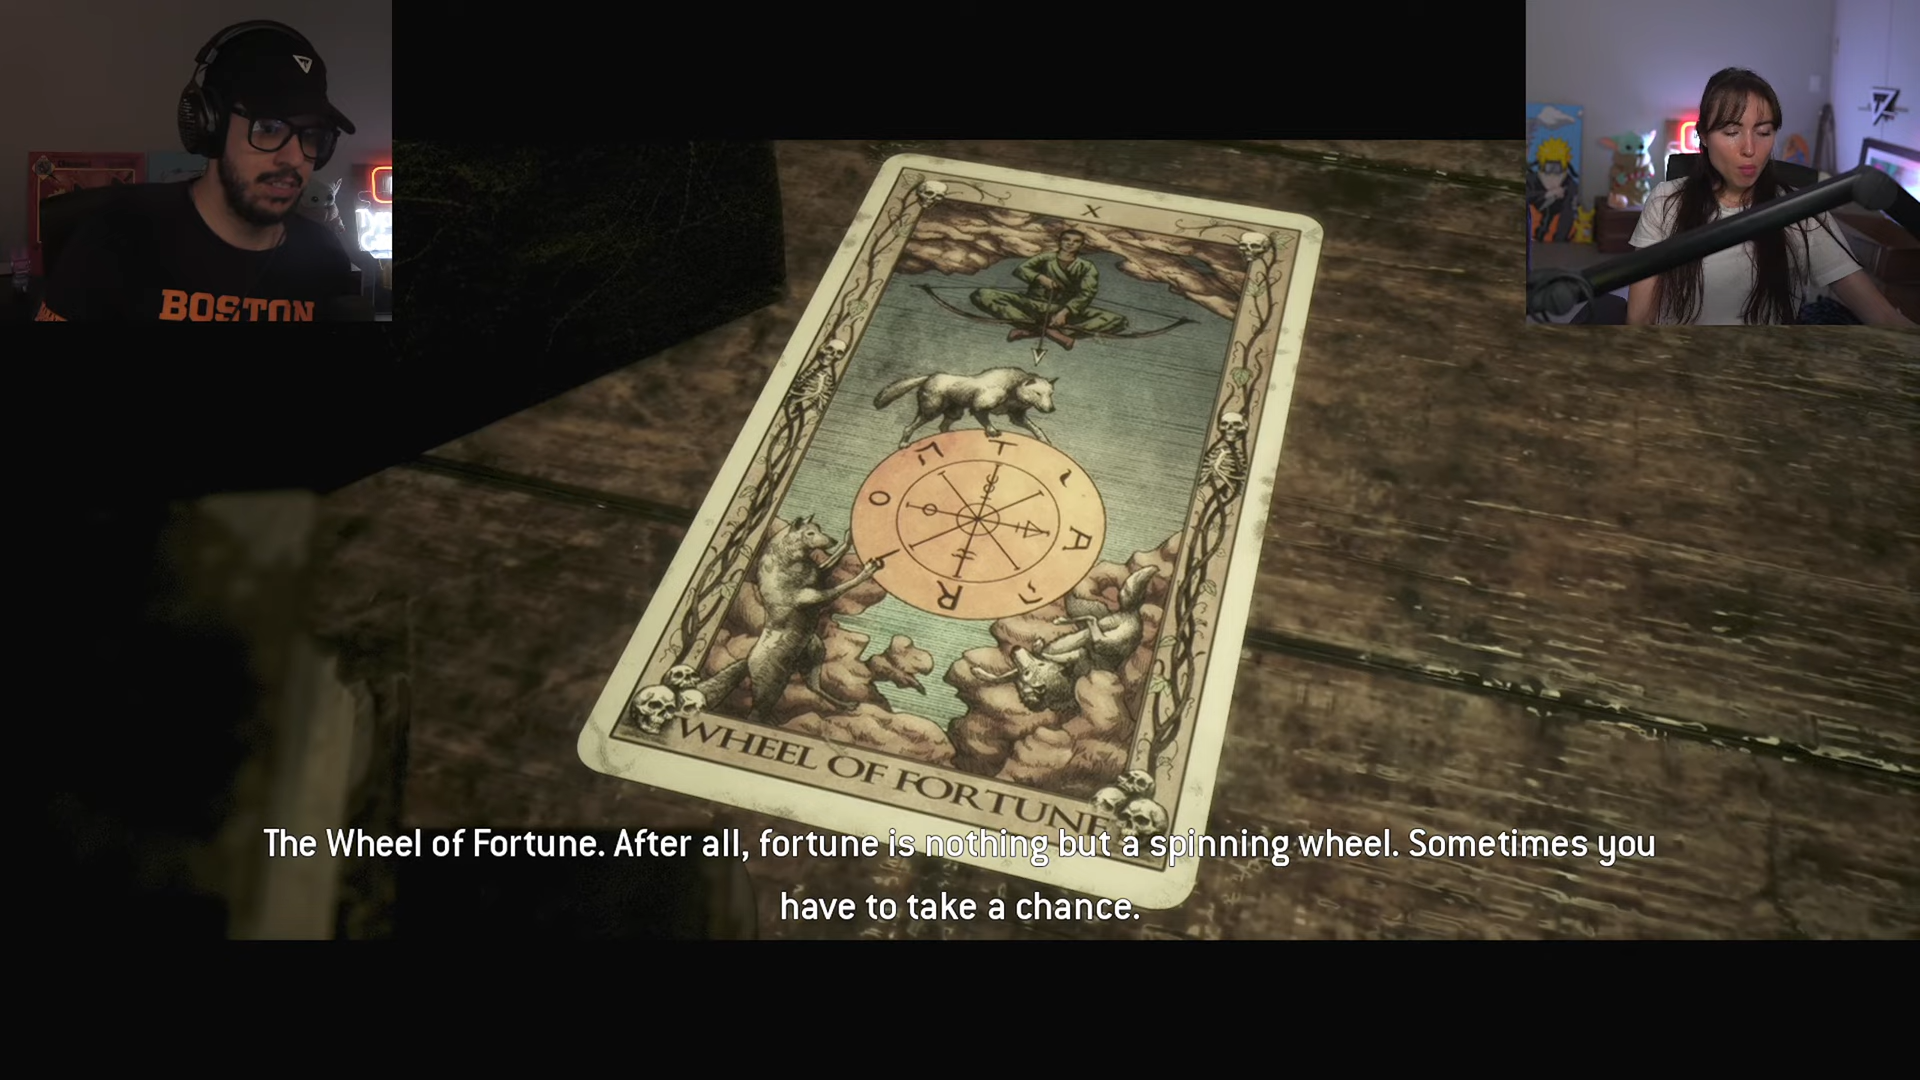 BOSTON
X
T
A
R
O
WHEEL OF FORTUNE
The Wheel of Fortune. After all, fortune is nothing but a spinning wheel. Sometimes you
have to take a chance.